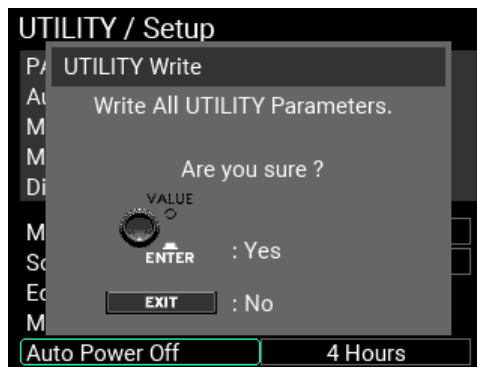 UTILITY / Setup
UTILITY Write
Write All UTILITY Parameters.
Are you sure ?
VALUE
ENTER : Yes
EXIT : No
Auto Power Off 4 Hours